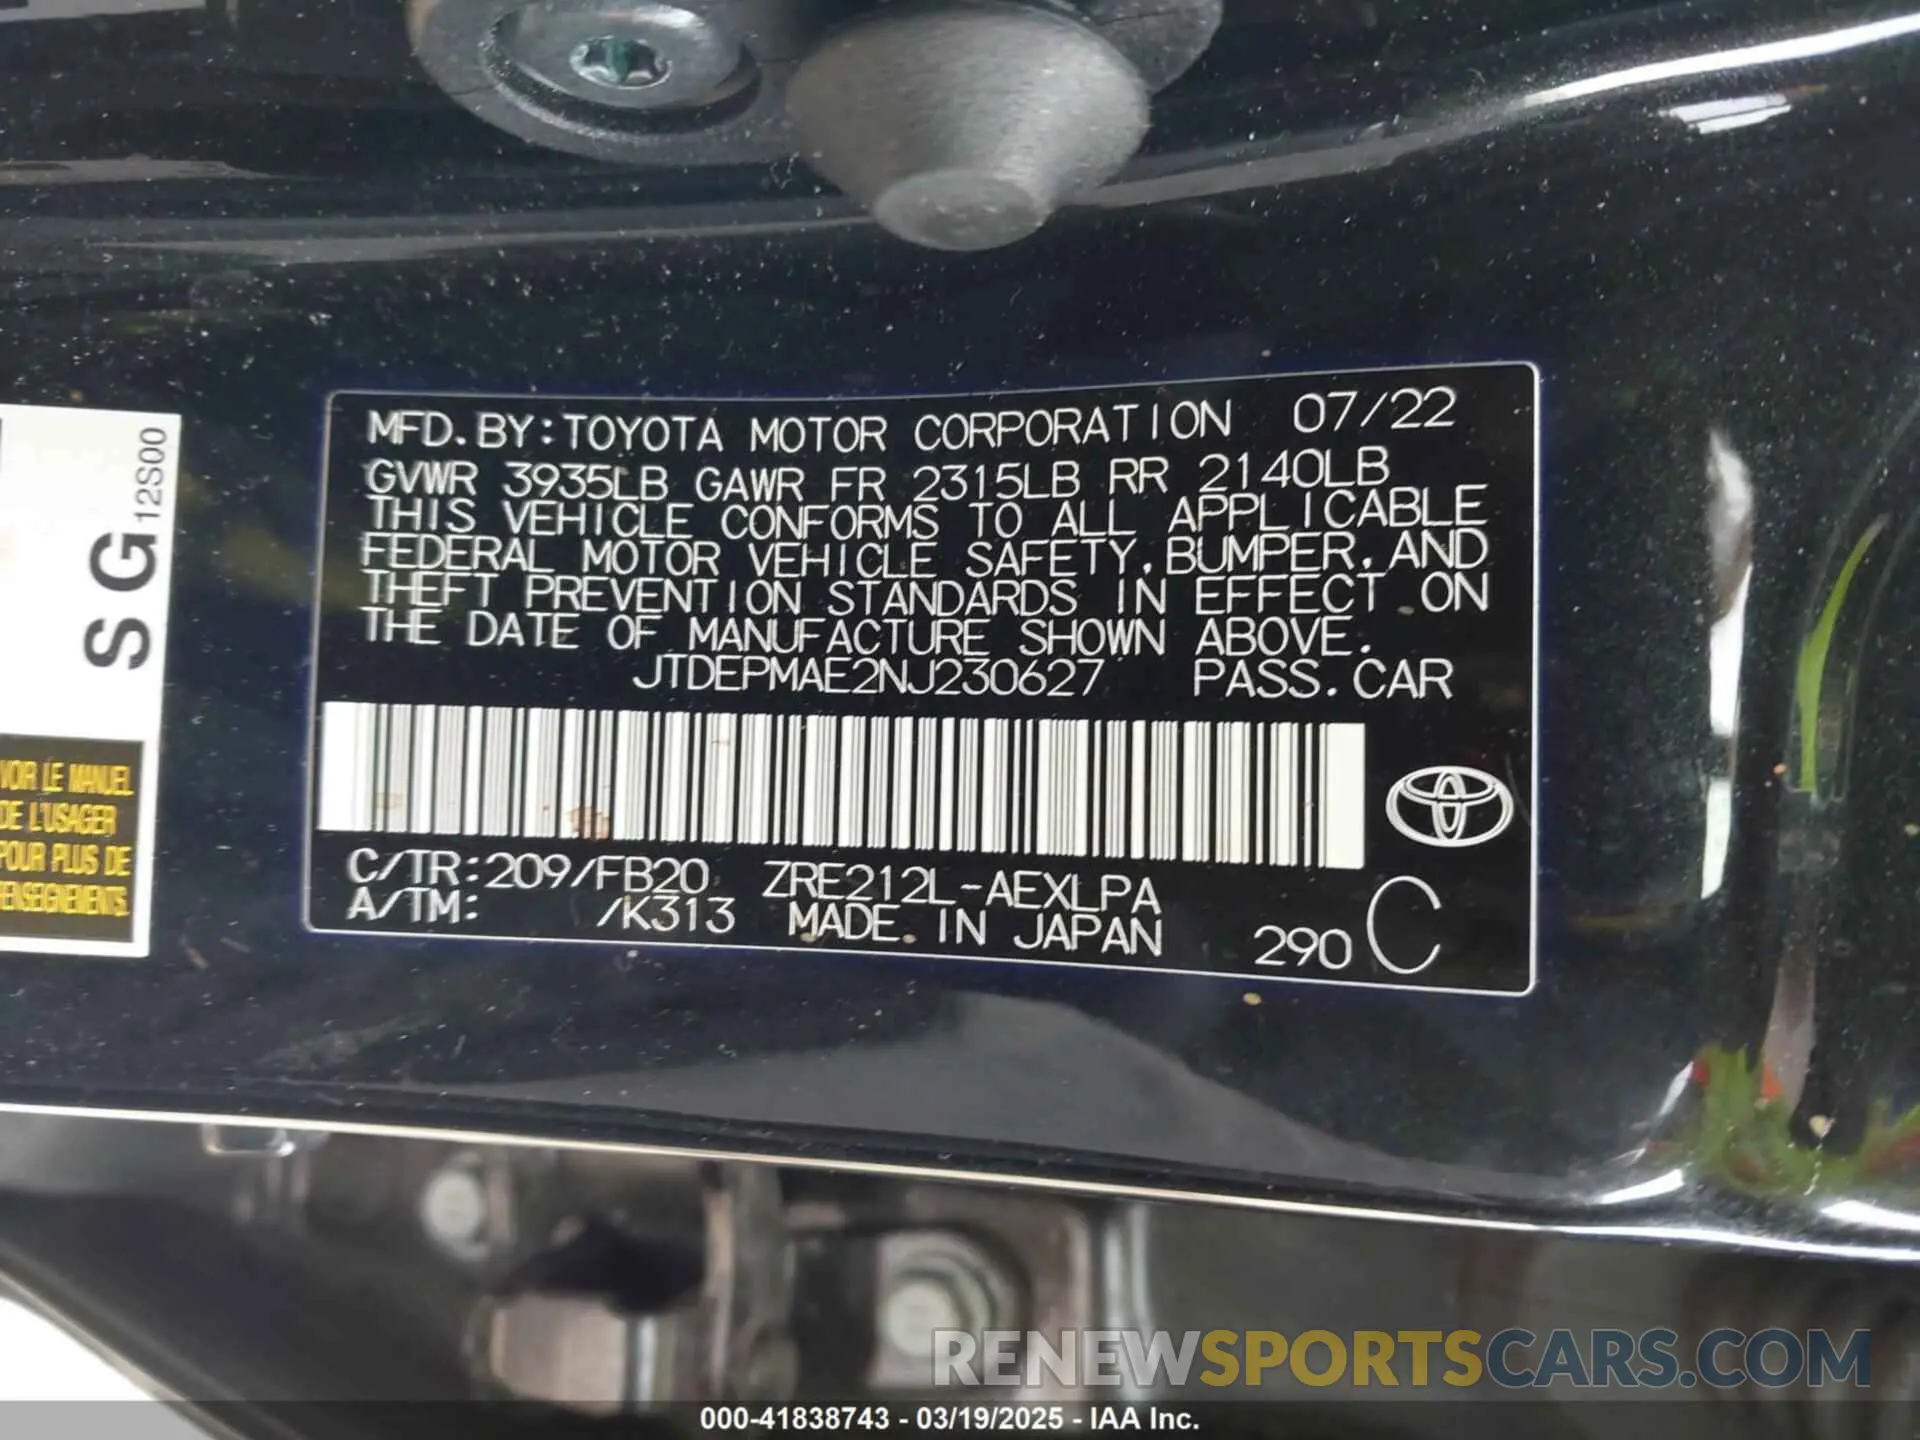 MFD.BY:TOYOTA MOTOR CORPORATION 07/22
GVWR 3935LB GAWR FR 2315LB RR 2140LB
THIS VEHICLE CONFORMS TO ALL APPLICABLE
FEDERAL MOTOR VEHICLE SAFETY,BUMPER,AND
THEFT PREVENTION STANDARDS IN EFFECT ON
THE DATE OF MANUFACTURE SHOWN ABOVE.
JTDEPMAE2NJ230627 PASS.CAR
C/TR:209/FB20 ZRE212L-AEXLPA
A/TM: /K313 MADE IN JAPAN 290 C
SG 12S00
VOIR LE MANUEL
DE L'USAGER
POUR PLUS DE
RENSEIGNEMENTS.
RENEWSPORTSCARS.COM
000-41838743 - 03/19/2025 - IAA Inc.